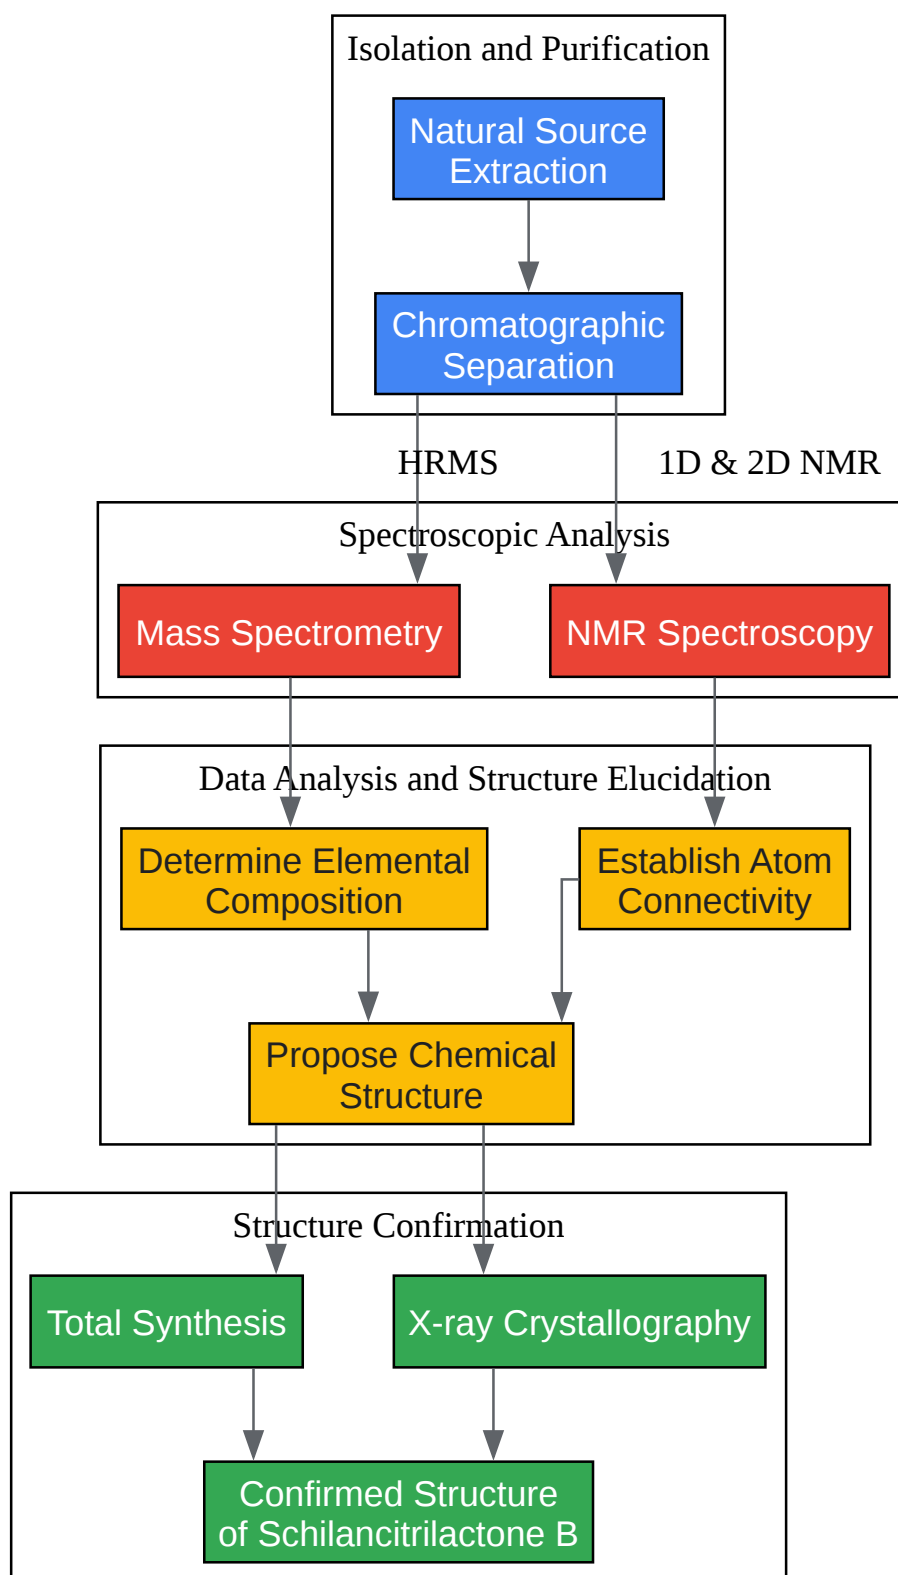 Isolation and Purification
Natural Source
Extraction
Chromatographic
Separation
HRMS
1D & 2D NMR
Spectroscopic Analysis
Mass Spectrometry
NMR Spectroscopy
Data Analysis and Structure Elucidation
Determine Elemental
Composition
Establish Atom
Connectivity
Propose Chemical
Structure
Structure Confirmation
Total Synthesis
X-ray Crystallography
Confirmed Structure
of Schilancitrilactone B